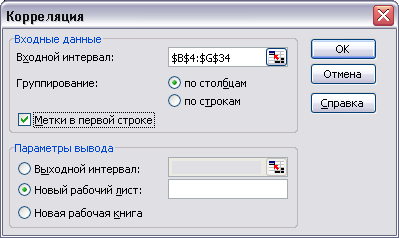 Корреляция
Входные данные
Входной интервал: $B$4:$G$34
Группирование: по столбцам
по строкам
Метки в первой строке
OK
Отмена
Справка
Параметры вывода
Выходной интервал:
Новый рабочий лист:
Новая рабочая книга